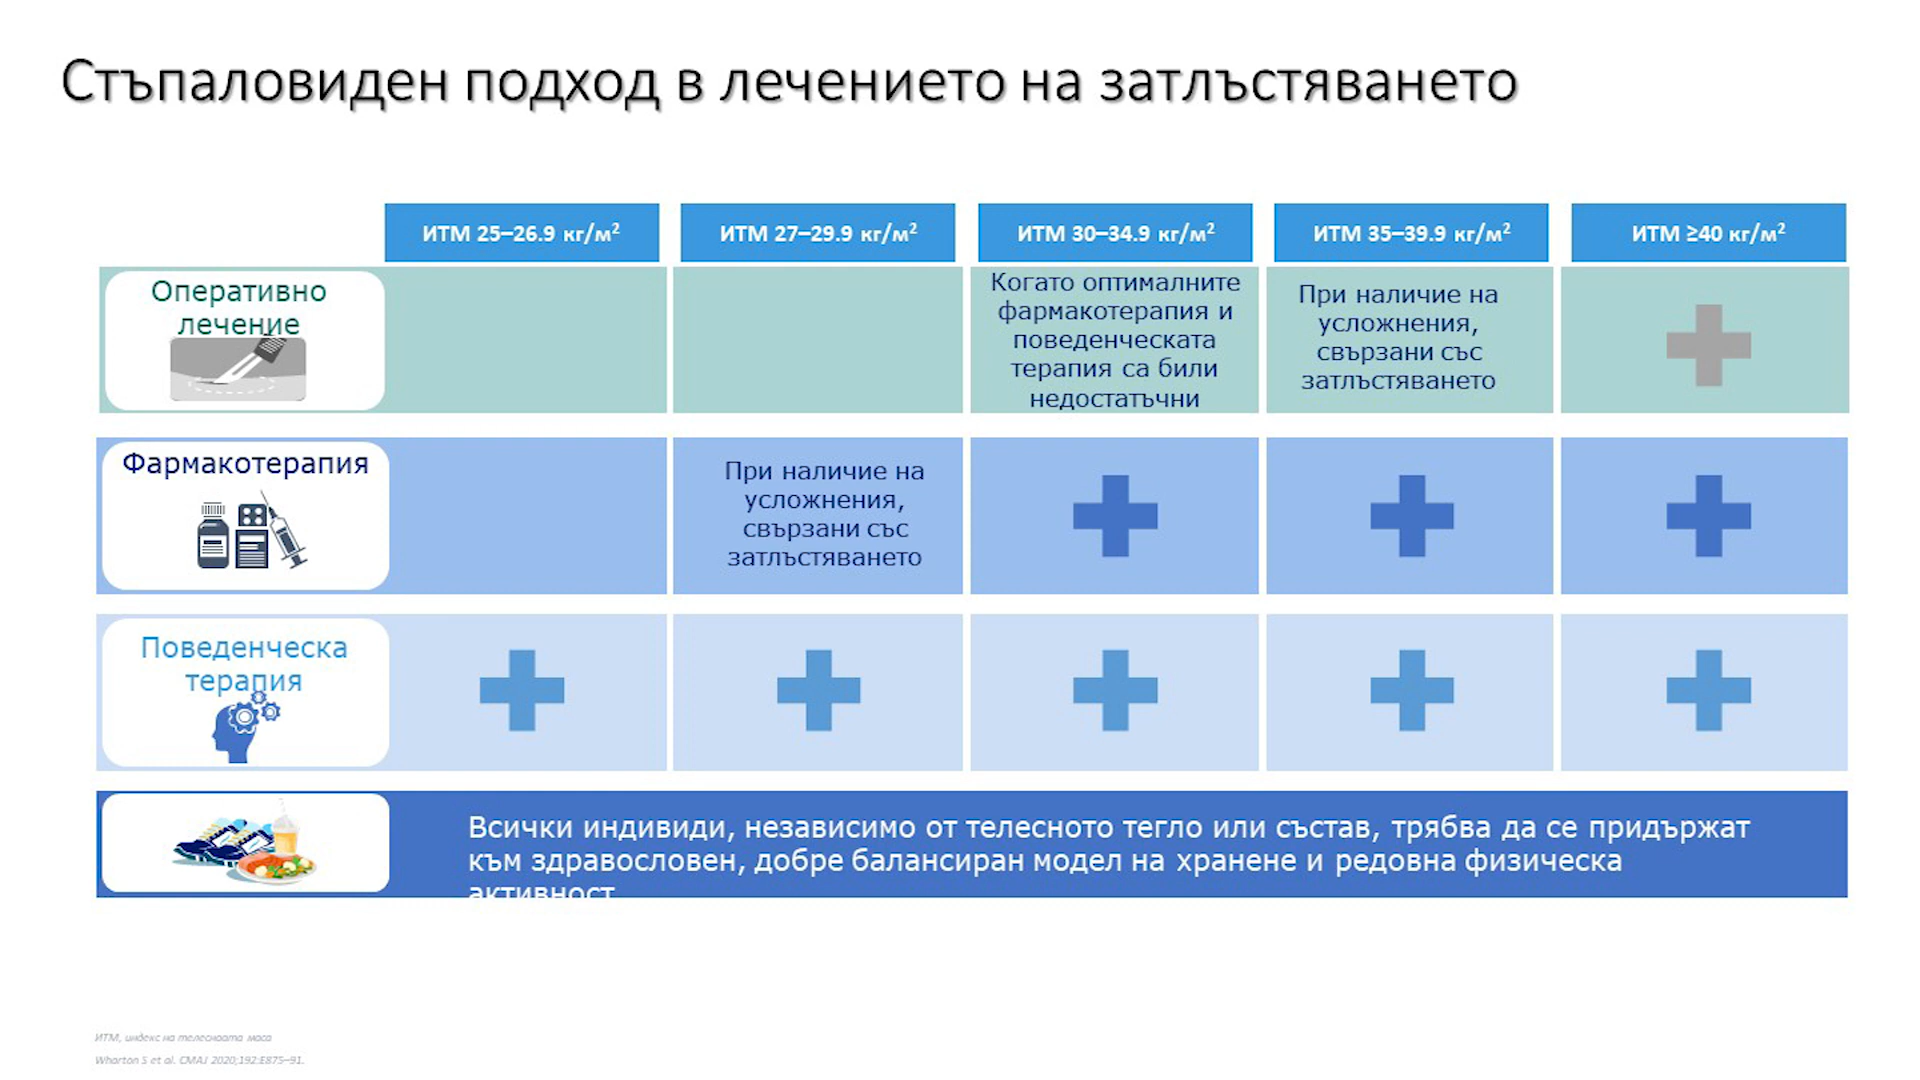 Стъпаловиден подход в лечението на затлъстяването
ИТМ 25–26.9 кг/м²
ИТМ 27–29.9 кг/м²
ИТМ 30–34.9 кг/м²
ИТМ 35–39.9 кг/м²
ИТМ ≥40 кг/м²
Оперативно
лечение
Когато оптималните
фармакотерапия и
поведенческата
терапия са били
недостатъчни
При наличие на
усложнения,
свързани със
затлъстяването
Фармакотерапия
При наличие на
усложнения,
свързани със
затлъстяването
Поведенческа
терапия
Всички индивиди, независимо от телесното тегло или състав, трябва да се придържат
към здравословен, добре балансиран модел на хранене и редовна физическа
активност
ИТМ, индекс на телеснаата маса
Wharton S et al. CMAJ 2020;192:E875–91.